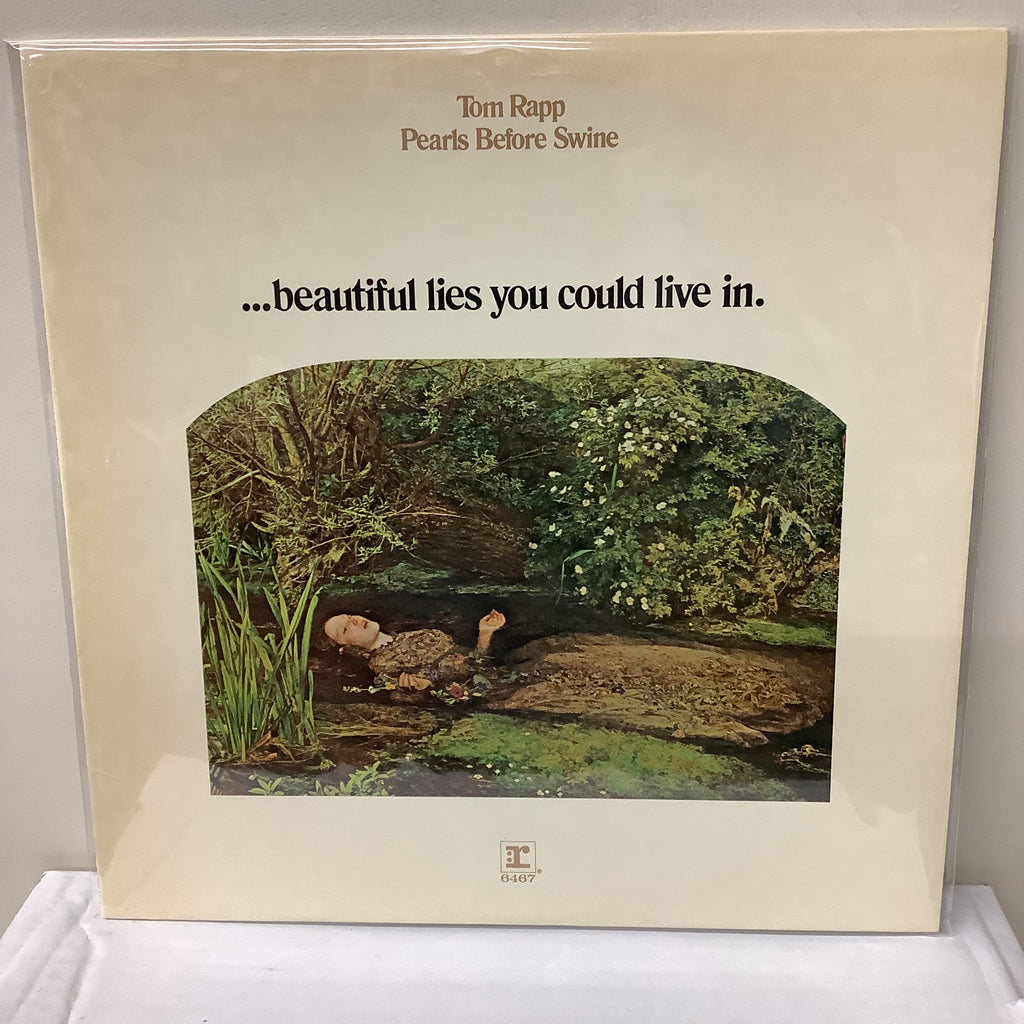 Tom Rapp
Pearls Before Swine
...beautiful lies you could live in.
r
6467